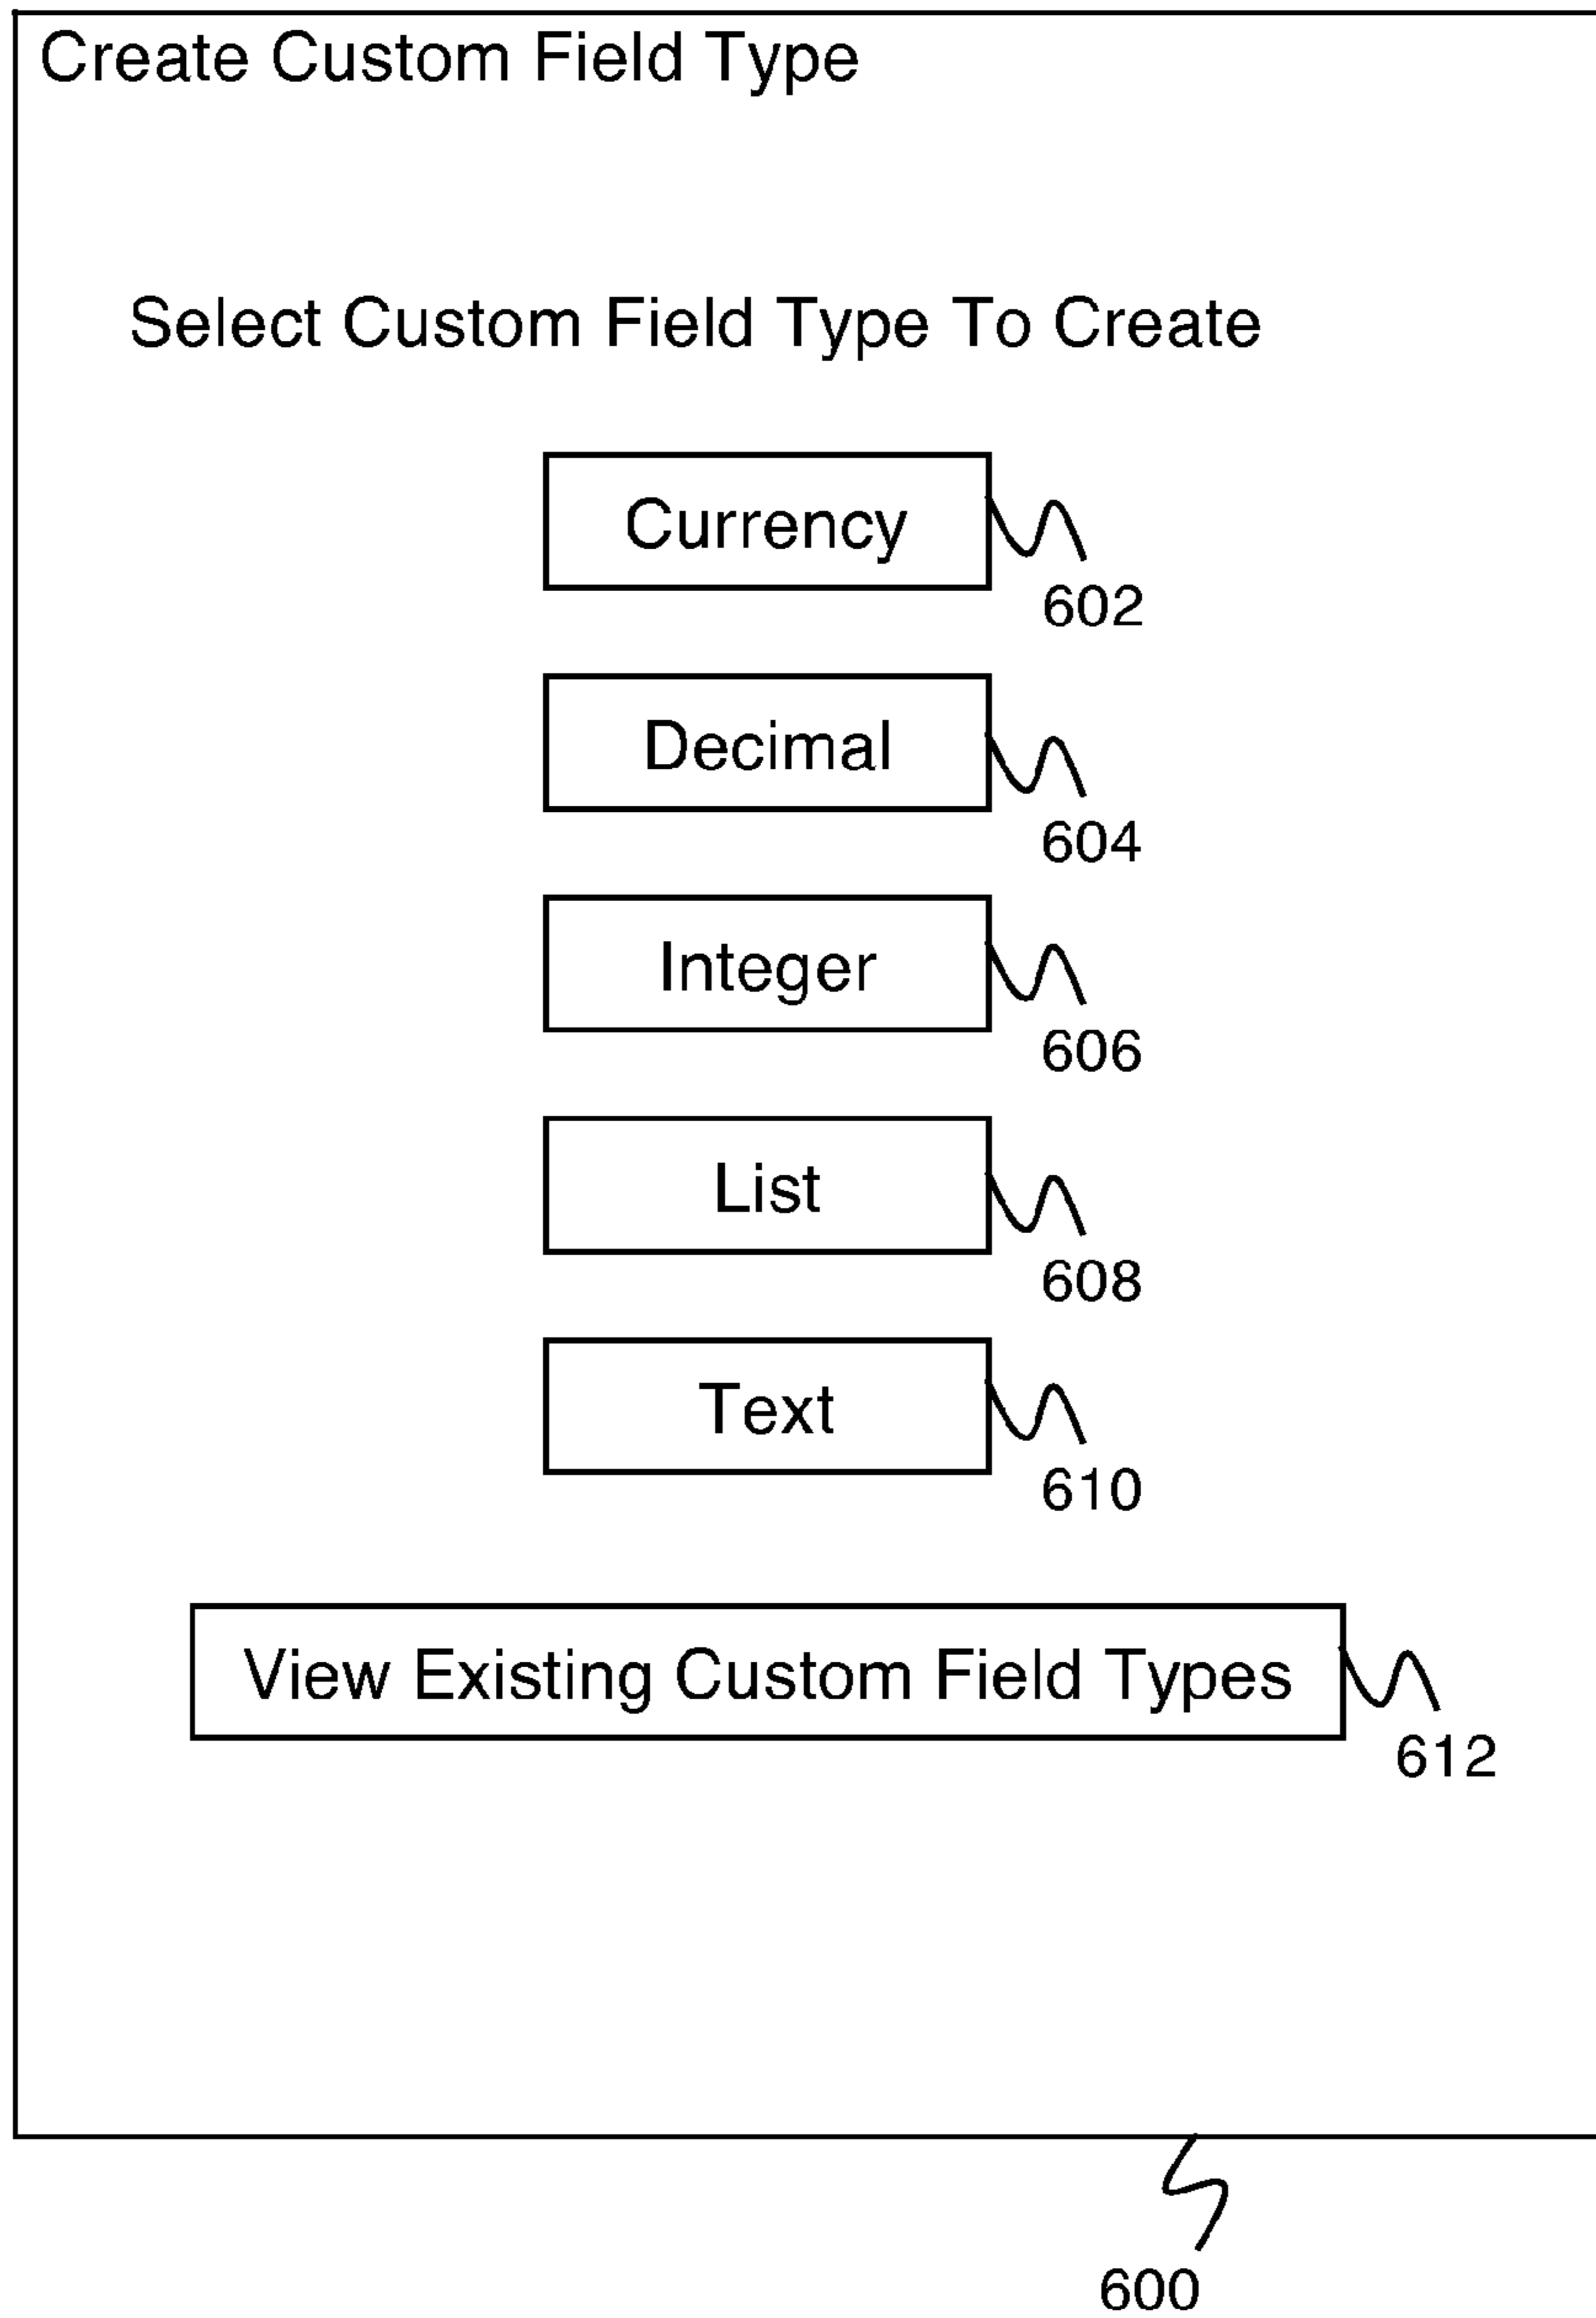 Create Custom Field Type
Select Custom Field Type To Create
Currency
602
Decimal
604
Integer
606
List
608
Text
610
View Existing Custom Field Types
612
600